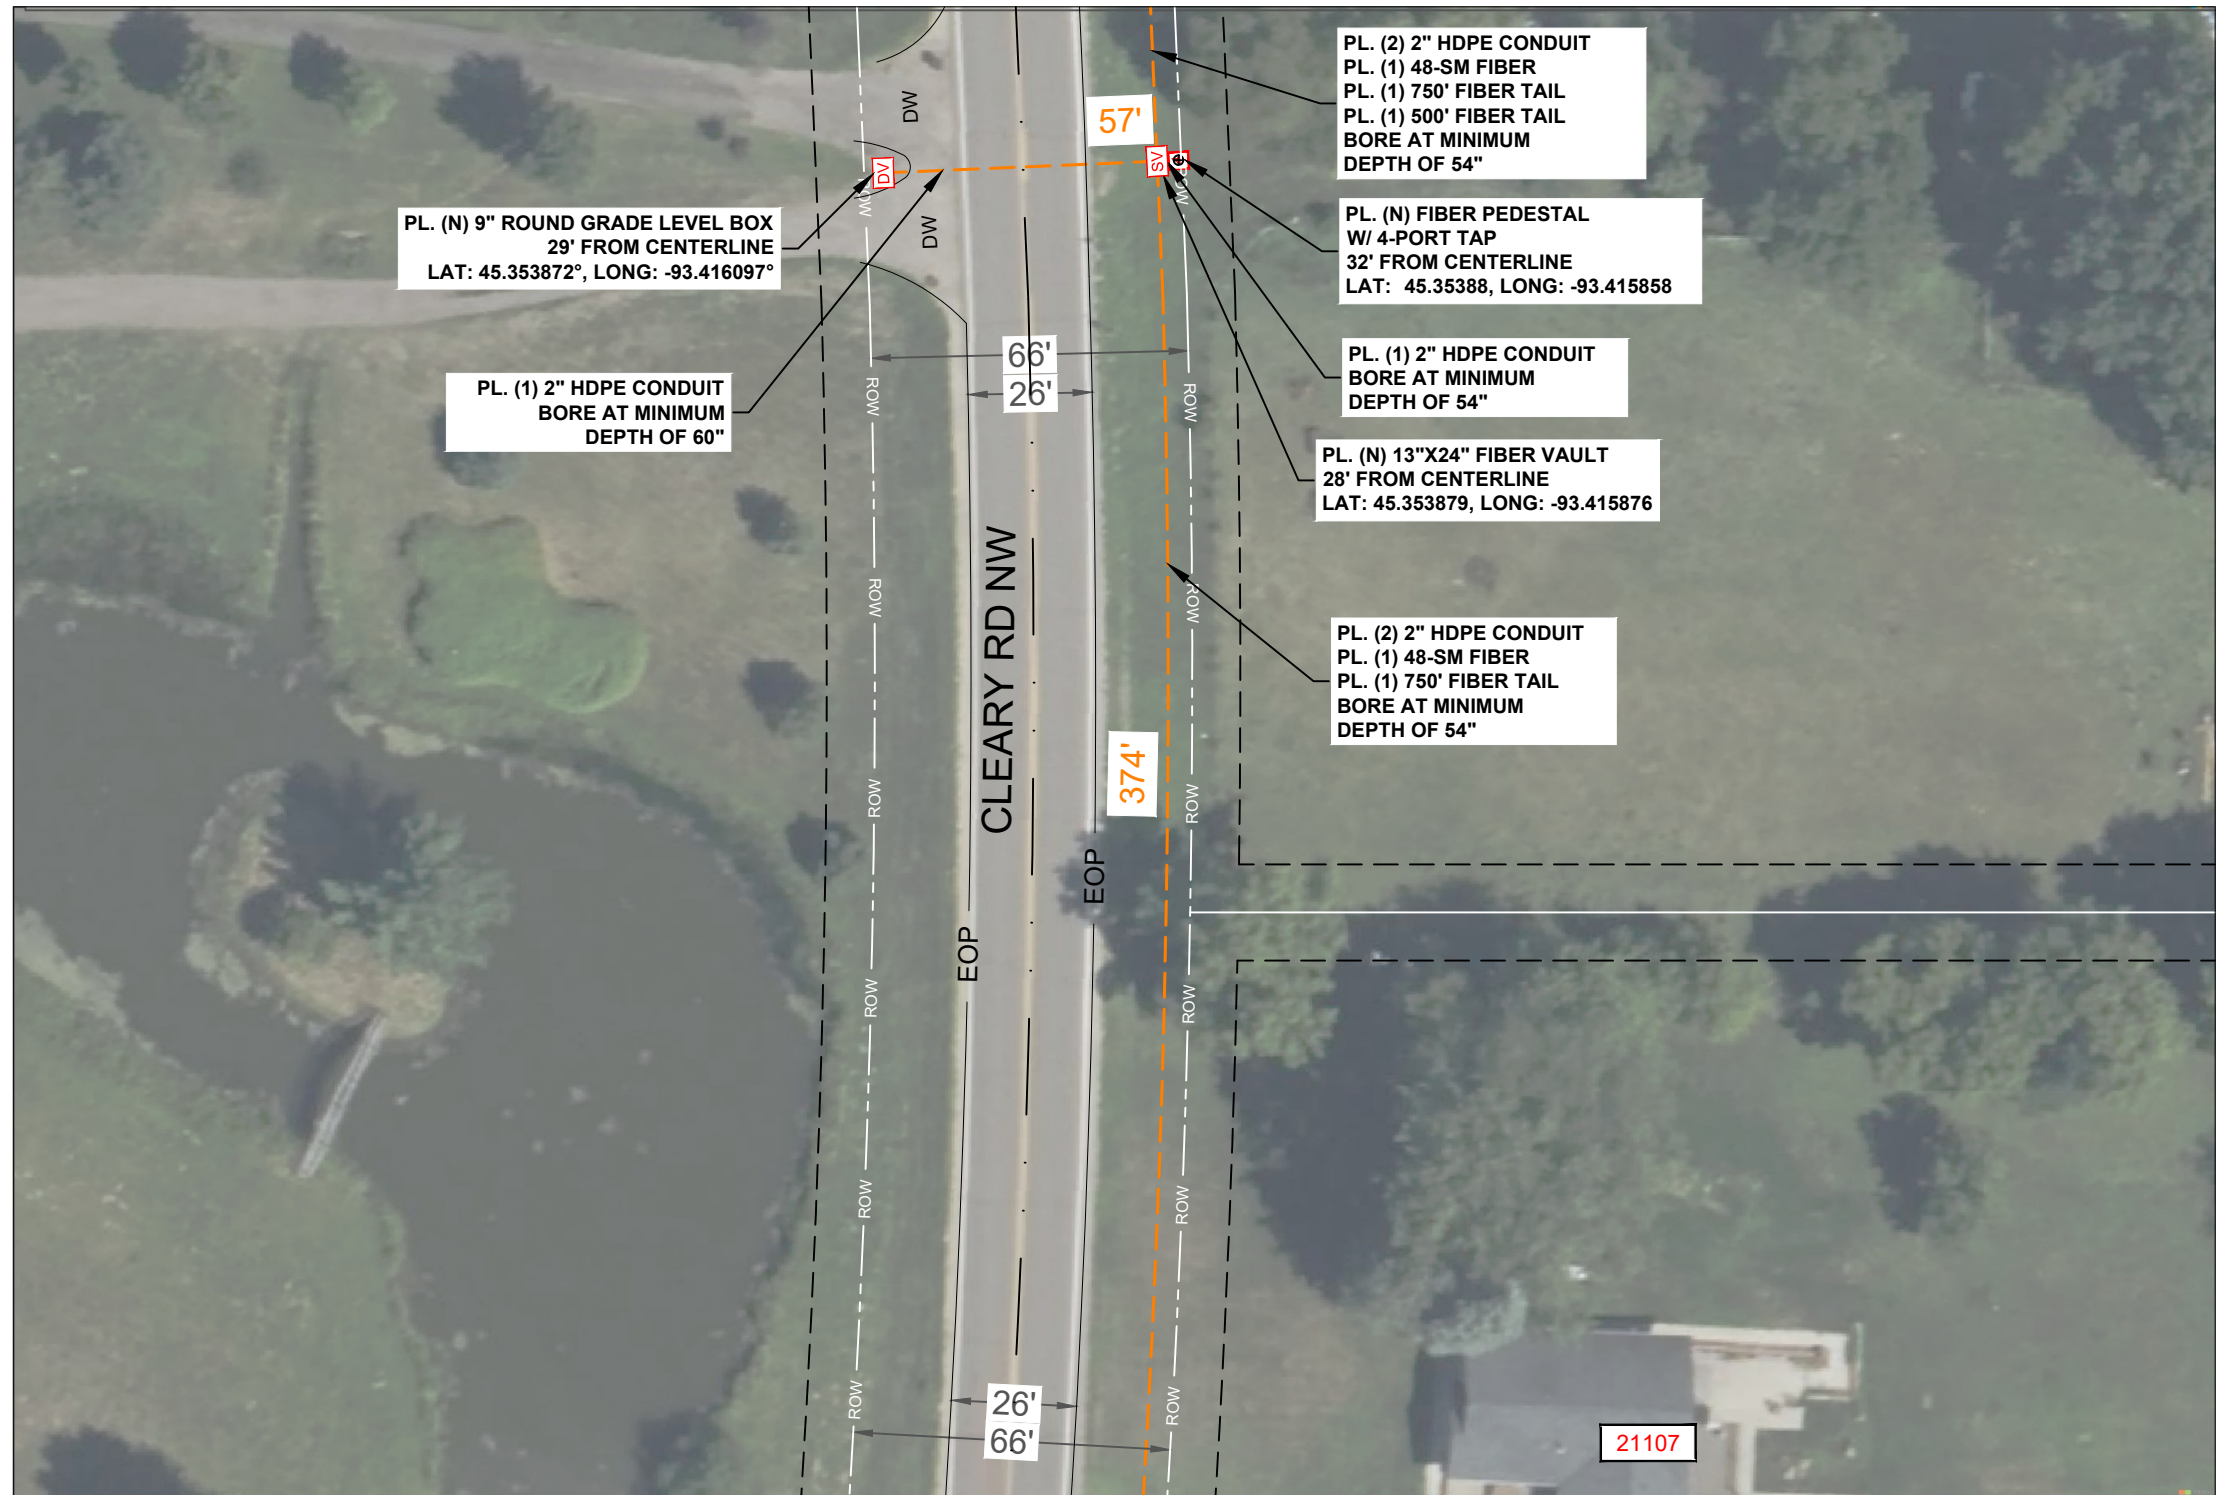 PL. (2) 2" HDPE CONDUIT
PL. (1) 48-SM FIBER
PL. (1) 750' FIBER TAIL
PL. (1) 500' FIBER TAIL
BORE AT MINIMUM
DEPTH OF 54"
57'
DW
SV
DV
ROW
ROW
DW
PL. (N) 9" ROUND GRADE LEVEL BOX
29' FROM CENTERLINE
LAT: 45.353872°, LONG: -93.416097°
PL. (N) FIBER PEDESTAL
W/ 4-PORT TAP
32' FROM CENTERLINE
LAT: 45.35388, LONG: -93.415858
66'
26'
PL. (1) 2" HDPE CONDUIT
BORE AT MINIMUM
DEPTH OF 60"
PL. (1) 2" HDPE CONDUIT
BORE AT MINIMUM
DEPTH OF 54"
ROW
ROW
PL. (N) 13"X24" FIBER VAULT
28' FROM CENTERLINE
LAT: 45.353879, LONG: -93.415876
CLEARY RD NW
ROW
ROW
PL. (2) 2" HDPE CONDUIT
PL. (1) 48-SM FIBER
PL. (1) 750' FIBER TAIL
BORE AT MINIMUM
DEPTH OF 54"
374'
ROW
ROW
EOP
EOP
ROW
ROW
ROW
ROW
ROW
ROW
26'
66'
21107